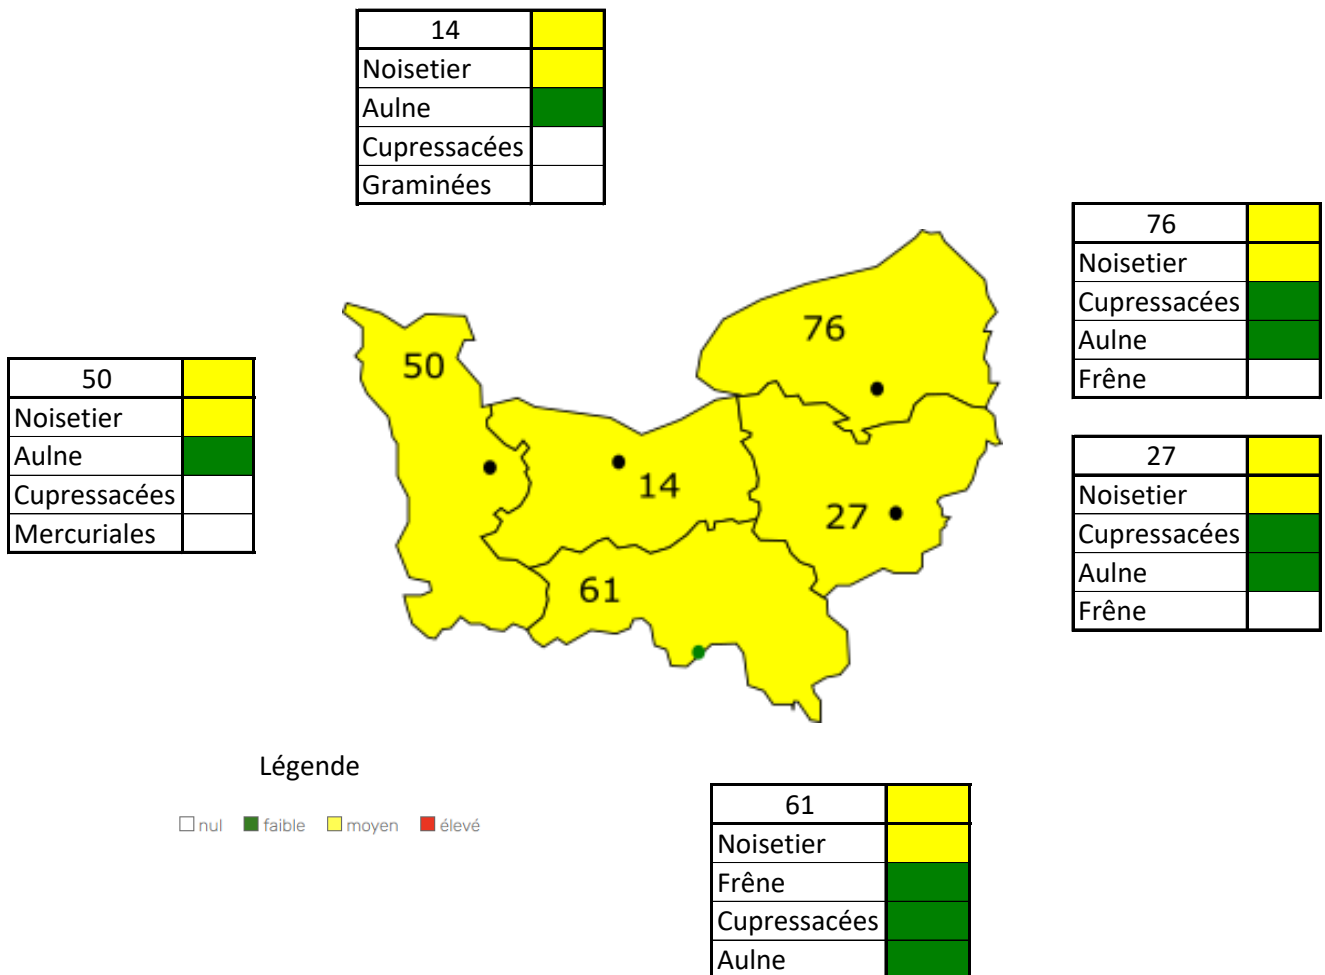 14
Noisetier
Aulne
Cupressacées
Graminées
76
Noisetier
Cupressacées
Aulne
Frêne
50
Noisetier
Aulne
Cupressacées
Mercuriales
76
50
14
27
61
27
Noisetier
Cupressacées
Aulne
Frêne
Légende
nul faible moyen élevé
61
Noisetier
Frêne
Cupressacées
Aulne